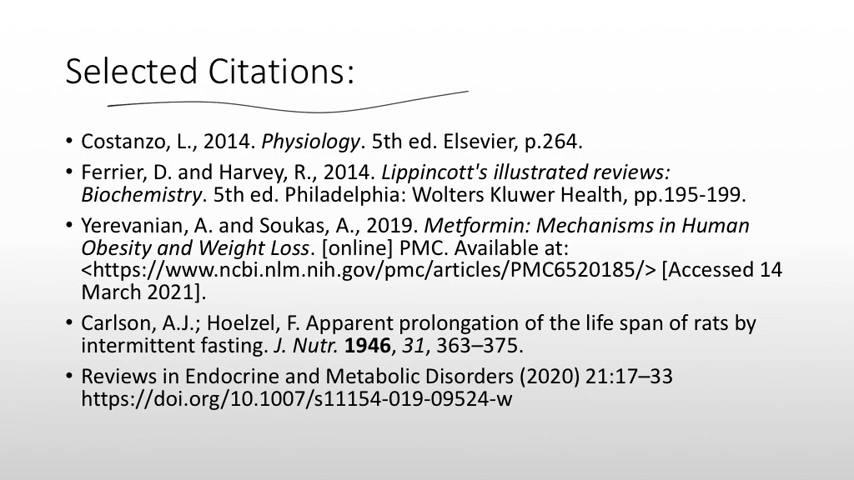 Selected Citations:
• Costanzo, L., 2014. Physiology. 5th ed. Elsevier, p.264.
• Ferrier, D. and Harvey, R., 2014. Lippincott's illustrated reviews:
Biochemistry. 5th ed. Philadelphia: Wolters Kluwer Health, pp.195-199.
• Yerevanian, A. and Soukas, A., 2019. Metformin: Mechanisms in Human
Obesity and Weight Loss. [online] PMC. Available at:
<https://www.ncbi.nlm.nih.gov/pmc/articles/PMC6520185/> [Accessed 14
March 2021].
• Carlson, A.J.; Hoelzel, F. Apparent prolongation of the life span of rats by
intermittent fasting. J. Nutr. 1946, 31, 363–375.
• Reviews in Endocrine and Metabolic Disorders (2020) 21:17–33
https://doi.org/10.1007/s11154-019-09524-w